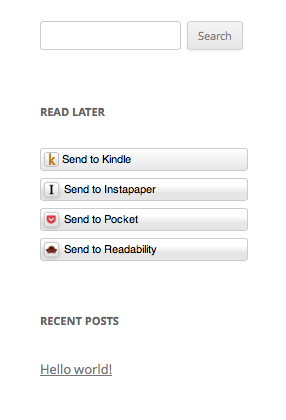 Search
READ LATER
k Send to Kindle
I Send to Instapaper
Send to Pocket
Send to Readability
RECENT POSTS
Hello world!